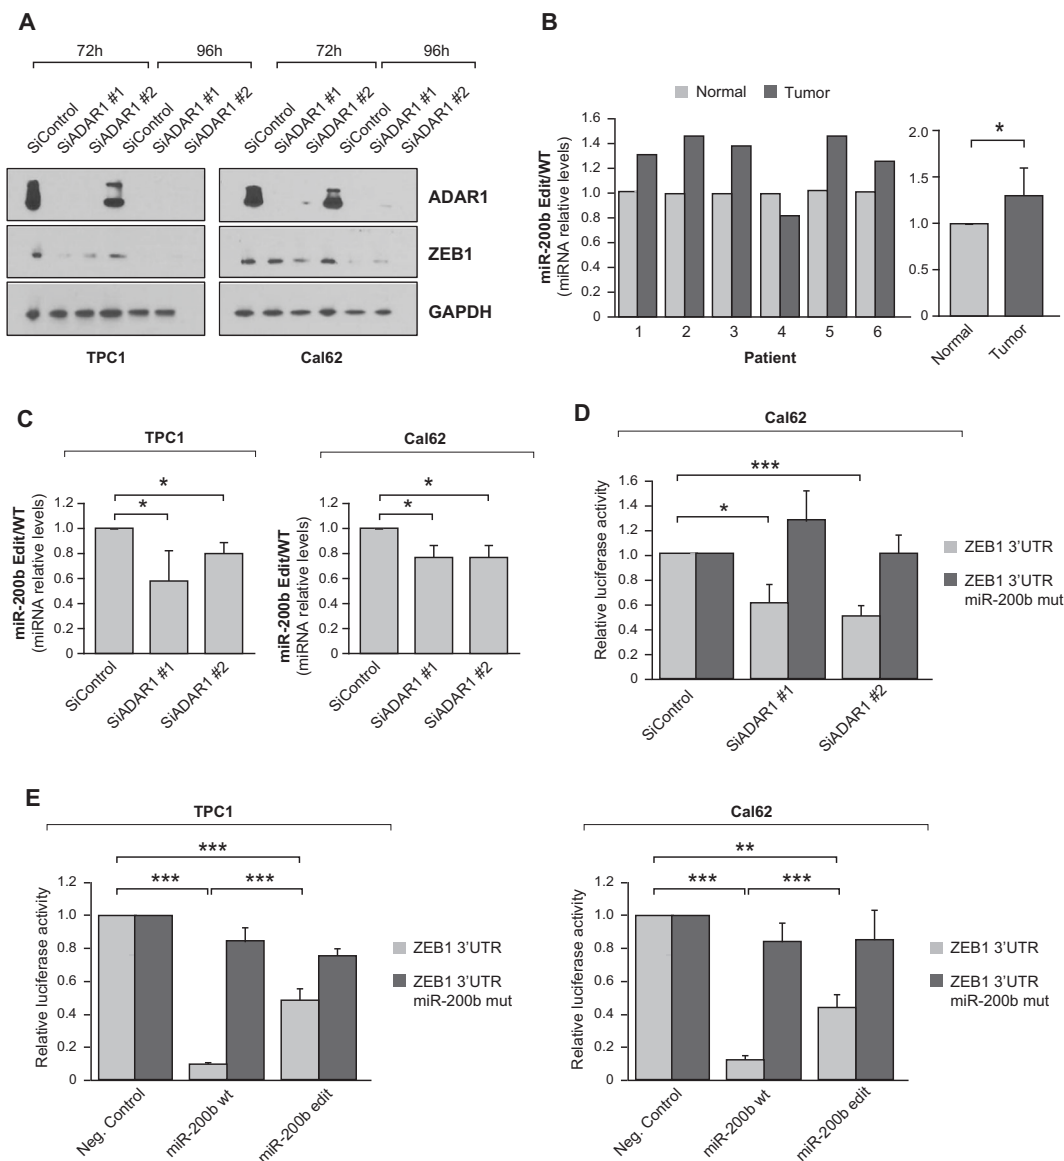 A
72h 96h 72h 96h
SiControl SiADAR1 #1 SiADAR1 #2 SiControl SiADAR1 #1 SiADAR1 #2 SiControl SiADAR1 #1 SiADAR1 #2 SiControl SiADAR1 #1 SiADAR1 #2
ADAR1
ZEB1
GAPDH
TPC1 Cal62
B
Normal Tumor
miR-200b Edit/WT
(miRNA relative levels)
1.6
1.4
1.2
1.0
0.8
0.6
0.4
0.2
0
1 2 3 4 5 6
Patient
*
2.0
1.5
1.0
0.5
0.0
Normal Tumor
C
TPC1
miR-200b Edit/WT
(miRNA relative levels)
* *
1.2
1.0
0.8
0.6
0.4
0.2
0
SiControl SiADAR1 #1 SiADAR1 #2
Cal62
miR-200b Edit/WT
(miRNA relative levels)
* *
1.2
1.0
0.8
0.6
0.4
0.2
0
SiControl SiADAR1 #1 SiADAR1 #2
D
Cal62
Relative luciferase activity
***
*
1.6
1.4
1.2
1.0
0.8
0.6
0.4
0.2
0
SiControl SiADAR1 #1 SiADAR1 #2
ZEB1 3'UTR
ZEB1 3'UTR
miR-200b mut
E
TPC1
Relative luciferase activity
***
*** ***
1.2
1.0
0.8
0.6
0.4
0.2
0
Neg. Control miR-200b wt miR-200b edit
ZEB1 3'UTR
ZEB1 3'UTR
miR-200b mut
Cal62
Relative luciferase activity
**
*** ***
1.2
1.0
0.8
0.6
0.4
0.2
0
Neg. Control miR-200b wt miR-200b edit
ZEB1 3'UTR
ZEB1 3'UTR
miR-200b mut